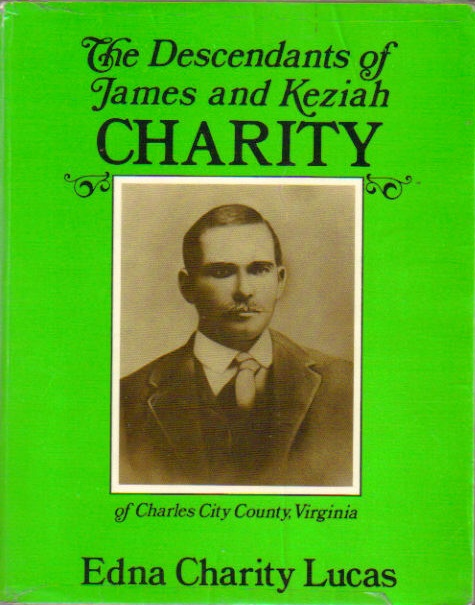 The Descendants of
James and Keziah
CHARITY
of Charles City County, Virginia
Edna Charity Lucas